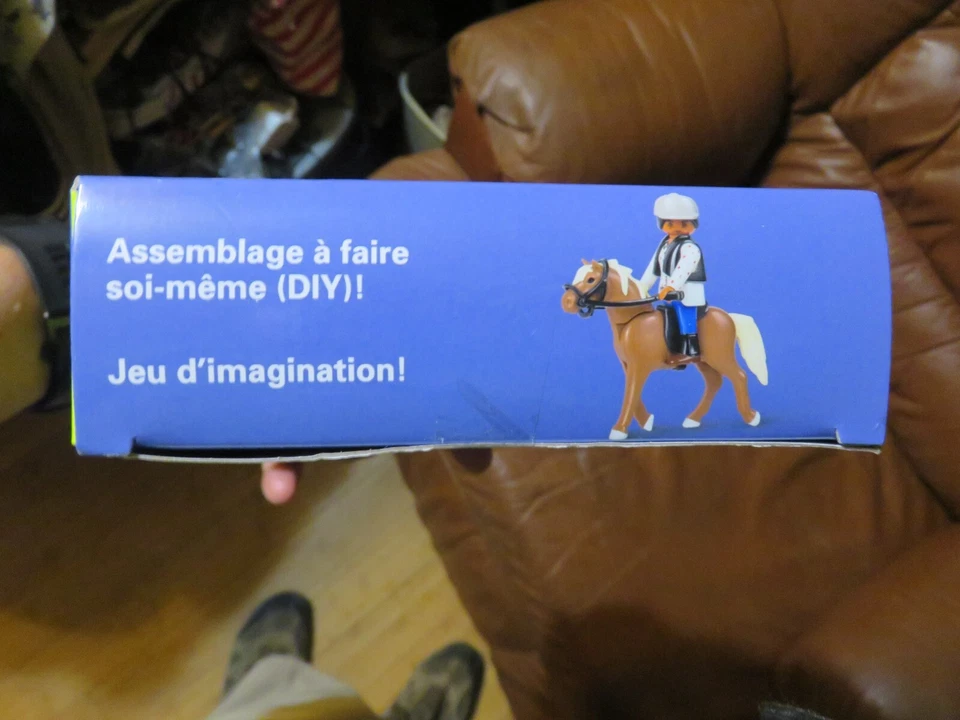 Assemblage à faire
soi-même (DIY)!
Jeu d'imagination!